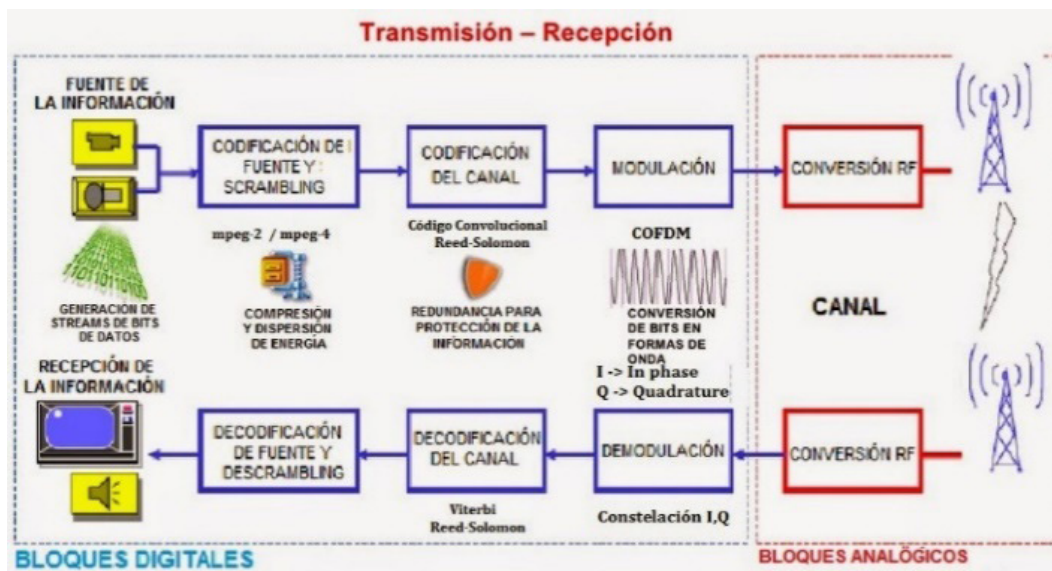 Transmisión – Recepción
FUENTE DE
LA INFORMACIÓN
CODIFICACIÓN DE
FUENTE Y
SCRAMBLING
CODIFICACIÓN
DEL CANAL
MODULACIÓN
CONVERSIÓN RF
mpeg-2 / mpeg-4
Código Convolucional
Reed-Solomon
COFDM
GENERACIÓN DE
STREAMS DE BITS
DE DATOS
COMPRESIÓN
Y DISPERSIÓN
DE ENERGÍA
REDUNDANCIA PARA
PROTECCIÓN DE LA
INFORMACIÓN
CONVERSIÓN
DE BITS EN
FORMAS DE
ONDA
I -> In phase
Q -> Quadrature
CANAL
RECEPCIÓN DE
LA INFORMACIÓN
DECODIFICACIÓN
DE FUENTE Y
DESCRAMBLING
DECODIFICACIÓN
DEL CANAL
DEMODULACIÓN
CONVERSIÓN RF
Viterbi
Reed-Solomon
Constelación I,Q
BLOQUES DIGITALES
BLOQUES ANALÖGICOS